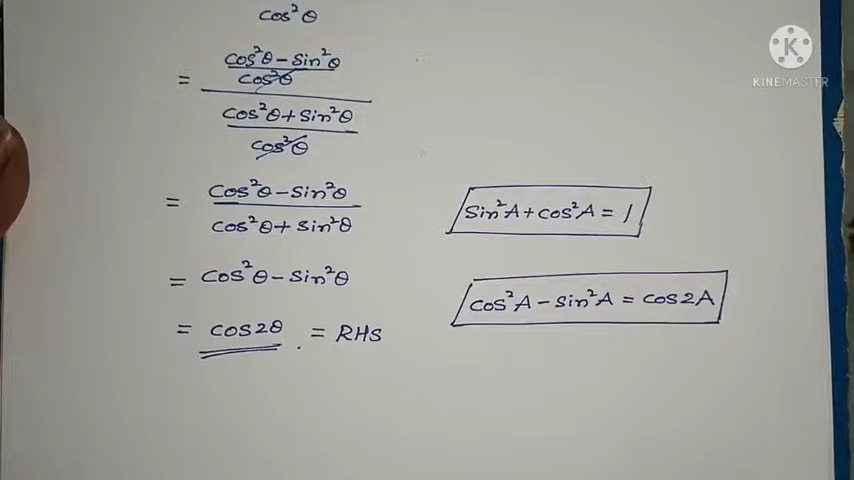 cos²θ
= cos²θ - sin²θ
cos²θ
cos²θ + sin²θ
cos²θ
= cos²θ - sin²θ
cos²θ + sin²θ
= cos²θ - sin²θ
= cos2θ . = RHS
sin²A + cos²A = 1
cos²A - sin²A = cos2A
KINEMASTER